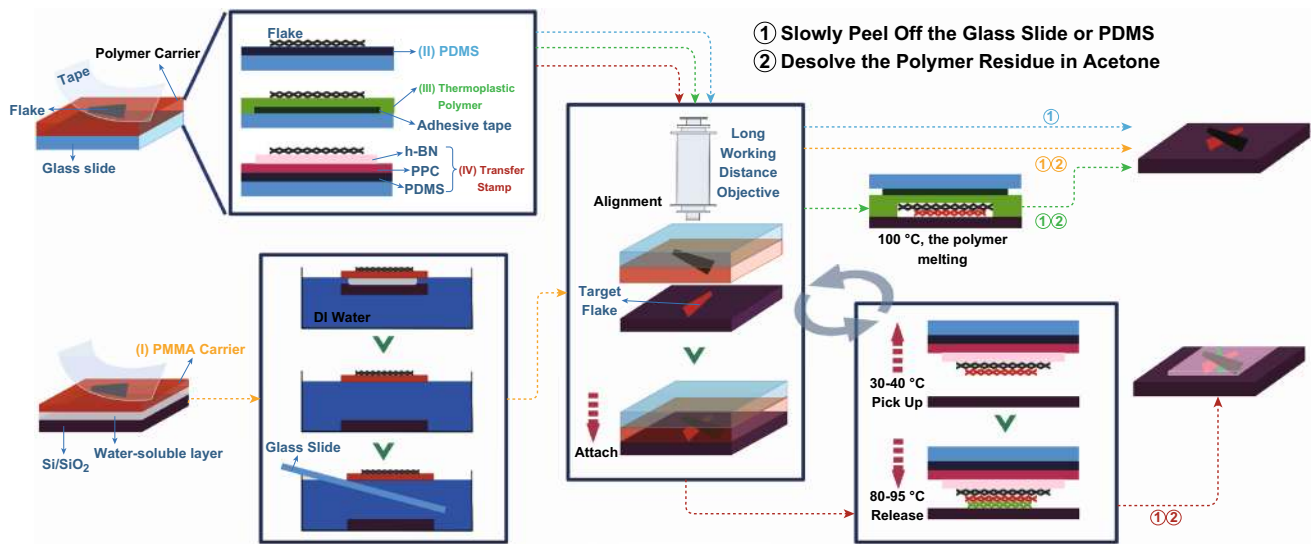 ① Slowly Peel Off the Glass Slide or PDMS
② Desolve the Polymer Residue in Acetone
Polymer Carrier
Tape
Flake
Glass slide
Flake
(II) PDMS
(III) Thermoplastic
Polymer
Adhesive tape
h-BN
PPC
PDMS
(IV) Transfer
Stamp
(I) PMMA Carrier
Si/SiO2
Water-soluble layer
DI Water
Glass Slide
Long
Working
Distance
Objective
Alignment
Target
Flake
Attach
①
①②
①②
100 °C, the polymer
melting
30-40 °C
Pick Up
80-95 °C
Release
①②